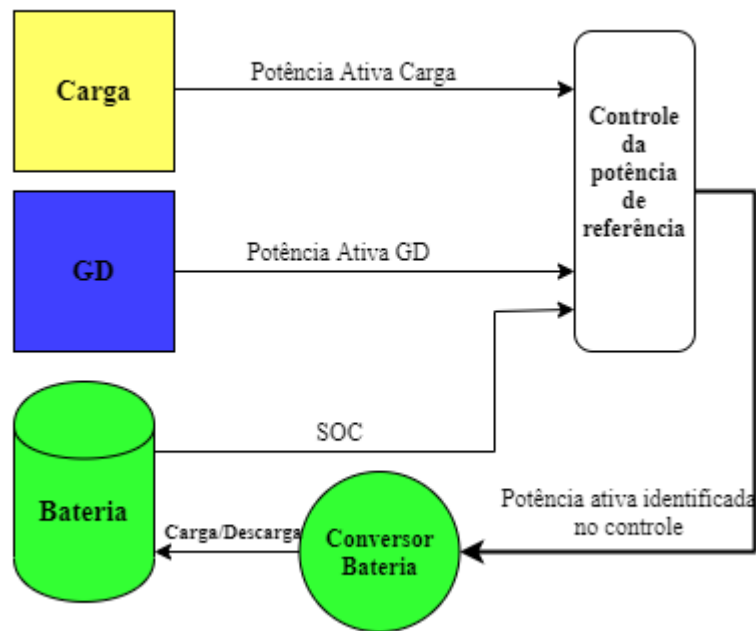 Carga
Potência Ativa Carga
Controle
da
potência
de
referência
GD
Potência Ativa GD
SOC
Bateria
Carga/Descarga
Conversor
Bateria
Potência ativa identificada
no controle